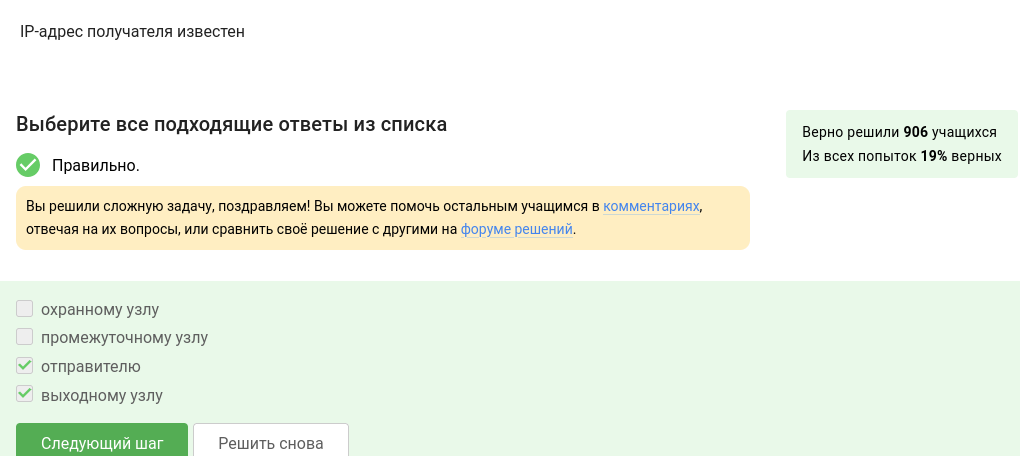 IP-адрес получателя известен
Выберите все подходящие ответы из списка
Верно решили 906 учащихся
Из всех попыток 19% верных
Правильно.
Вы решили сложную задачу, поздравляем! Вы можете помочь остальным учащимся в комментариях,
отвечая на их вопросы, или сравнить своё решение с другими на форуме решений.
охранному узлу
промежуточному узлу
отправителю
выходному узлу
Следующий шаг
Решить снова